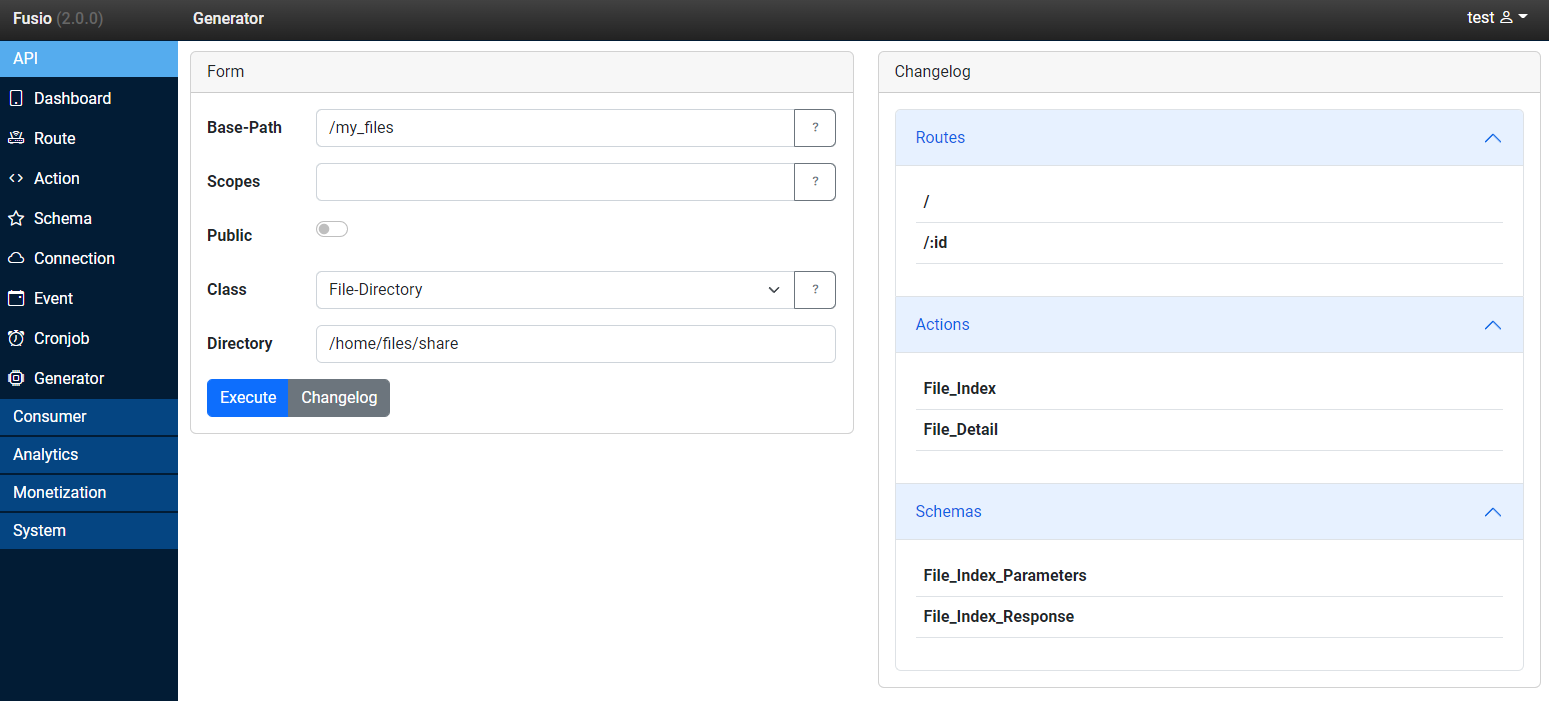 Fusio (2.0.0)
Generator
test
API
Dashboard
Route
Action
Schema
Connection
Event
Cronjob
Generator
Consumer
Analytics
Monetization
System
Form
Base-Path
/my_files
?
Scopes
?
Public
Class
File-Directory
?
Directory
/home/files/share
Execute
Changelog
Changelog
Routes
/
/:id
Actions
File_Index
File_Detail
Schemas
File_Index_Parameters
File_Index_Response